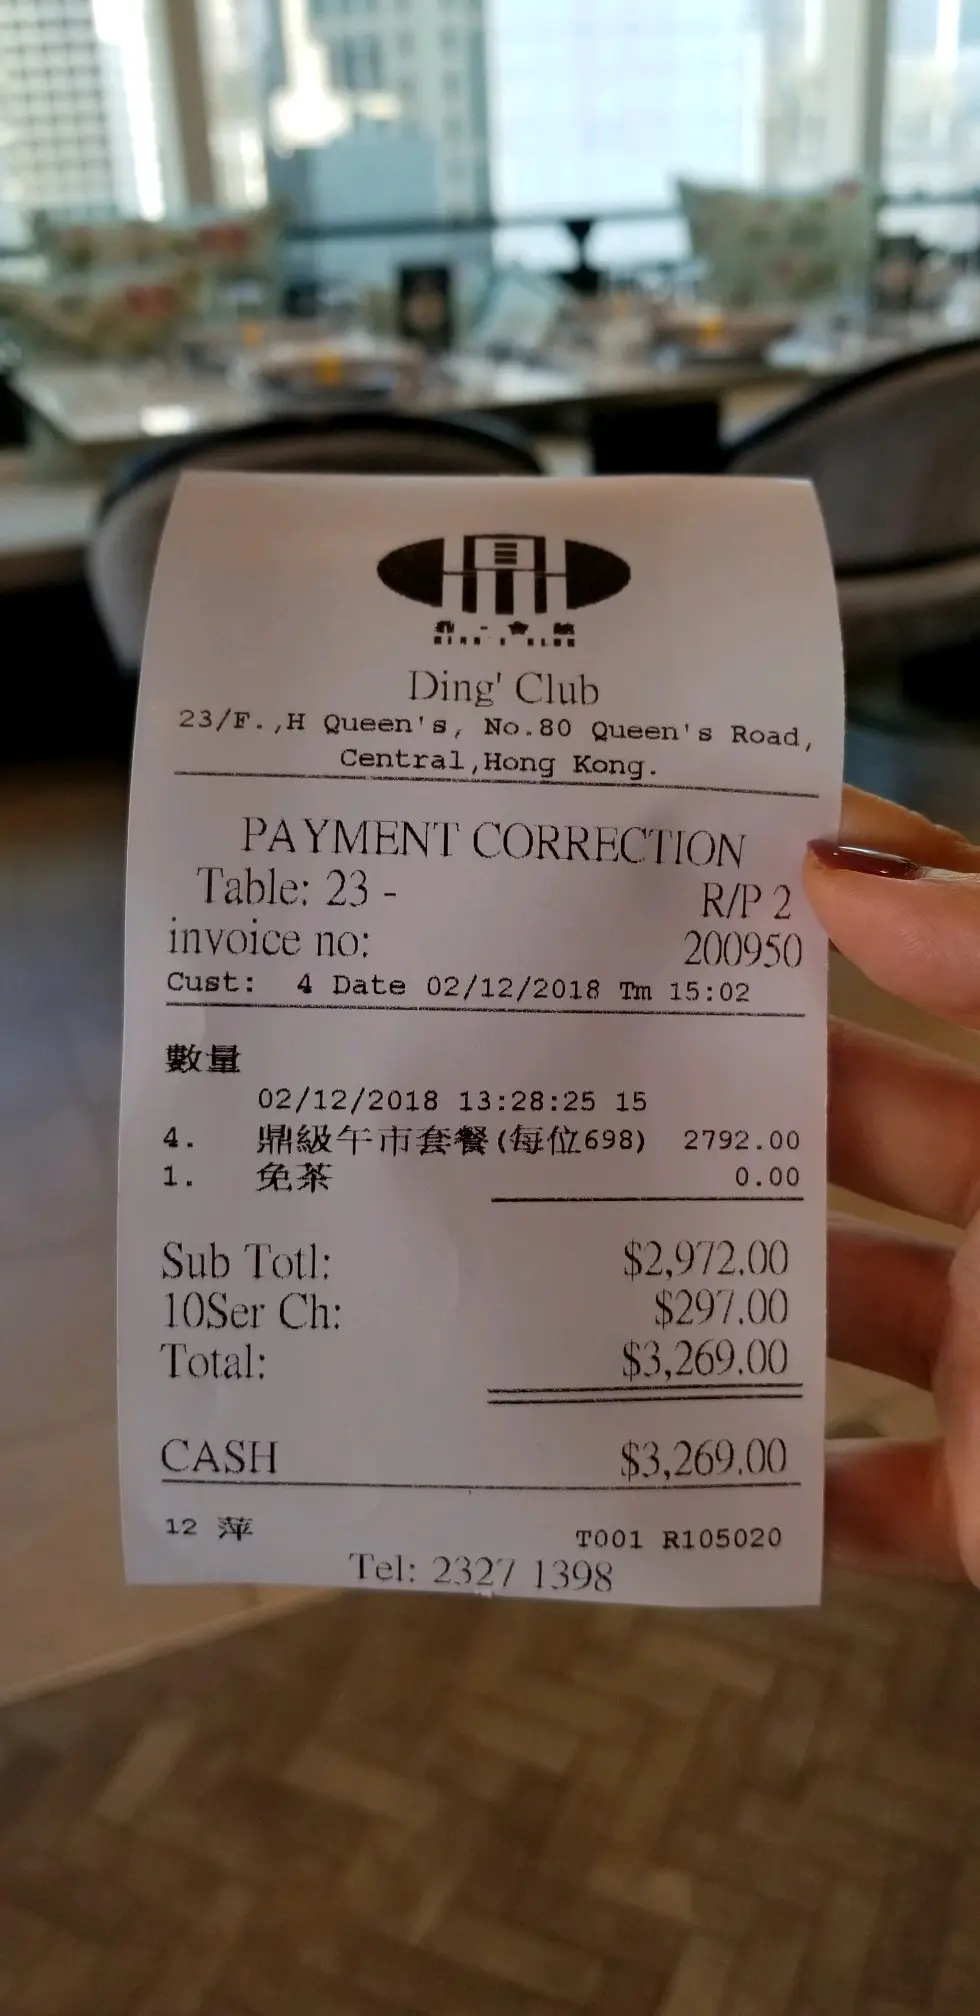 鼎
Ding' Club
23/F.,H Queen's, No.80 Queen's Road,
Central,Hong Kong.
PAYMENT CORRECTION
Table: 23 - R/P 2
invoice no: 200950
Cust: 4 Date 02/12/2018 Tm 15:02
數量
02/12/2018 13:28:25 15
4. 鼎級午市套餐(每位698) 2792.00
1. 免茶 0.00
Sub Totl: $2,972.00
10Ser Ch: $297.00
Total: $3,269.00
CASH $3,269.00
12 萍 T001 R105020
Tel: 2327 1398